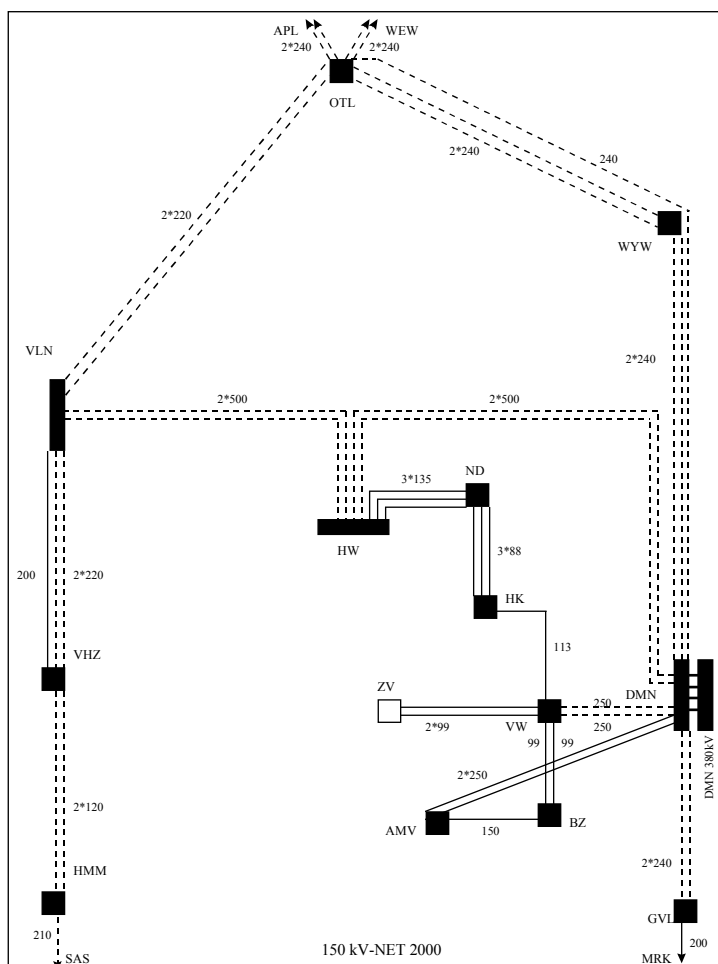 APL
WEW
2*240
2*240
OTL
2*240
240
2*220
WYW
VLN
2*240
2*500
2*500
ND
3*135
HW
3*88
200
2*220
HK
113
VHZ
ZV
DMN
250
VW
250
2*99
99
99
DMN 380kV
2*250
2*120
AMV
150
BZ
2*240
HMM
GVL
210
200
150 kV-NET 2000
SAS
MRK